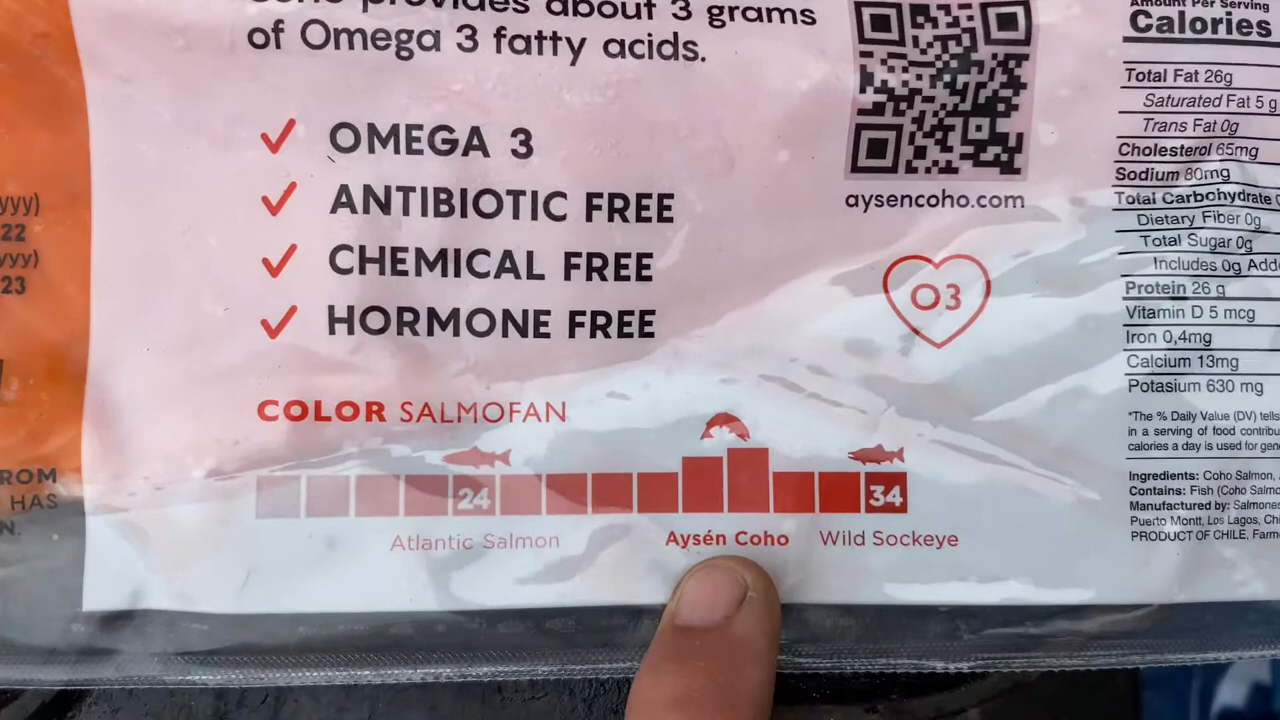 provides about 3 grams
of Omega 3 fatty acids.
OMEGA 3
ANTIBIOTIC FREE
CHEMICAL FREE
HORMONE FREE
COLOR SALMOFAN
24
34
Atlantic Salmon
Aysén Coho
Wild Sockeye
aysencoho.com
O3
yyy)
22
yyy)
23
ROM
HAS
N.
Amount Per Serving
Calories
Total Fat 26g
Saturated Fat 5 g
Trans Fat 0g
Cholesterol 65mg
Sodium 80mg
Total Carbohydrate
Dietary Fiber 0g
Total Sugar 0g
Includes 0g Add
Protein 26 g
Vitamin D 5 mcg
Iron 0,4mg
Calcium 13mg
Potasium 630 mg
*The % Daily Value (DV) tells
in a serving of food contribu
calories a day is used for gen
Ingredients: Coho Salmon,
Contains: Fish (Coho Salmo
Manufactured by: Salmones
Puerto Montt, Los Lagos, Chi
PRODUCT OF CHILE, Farm